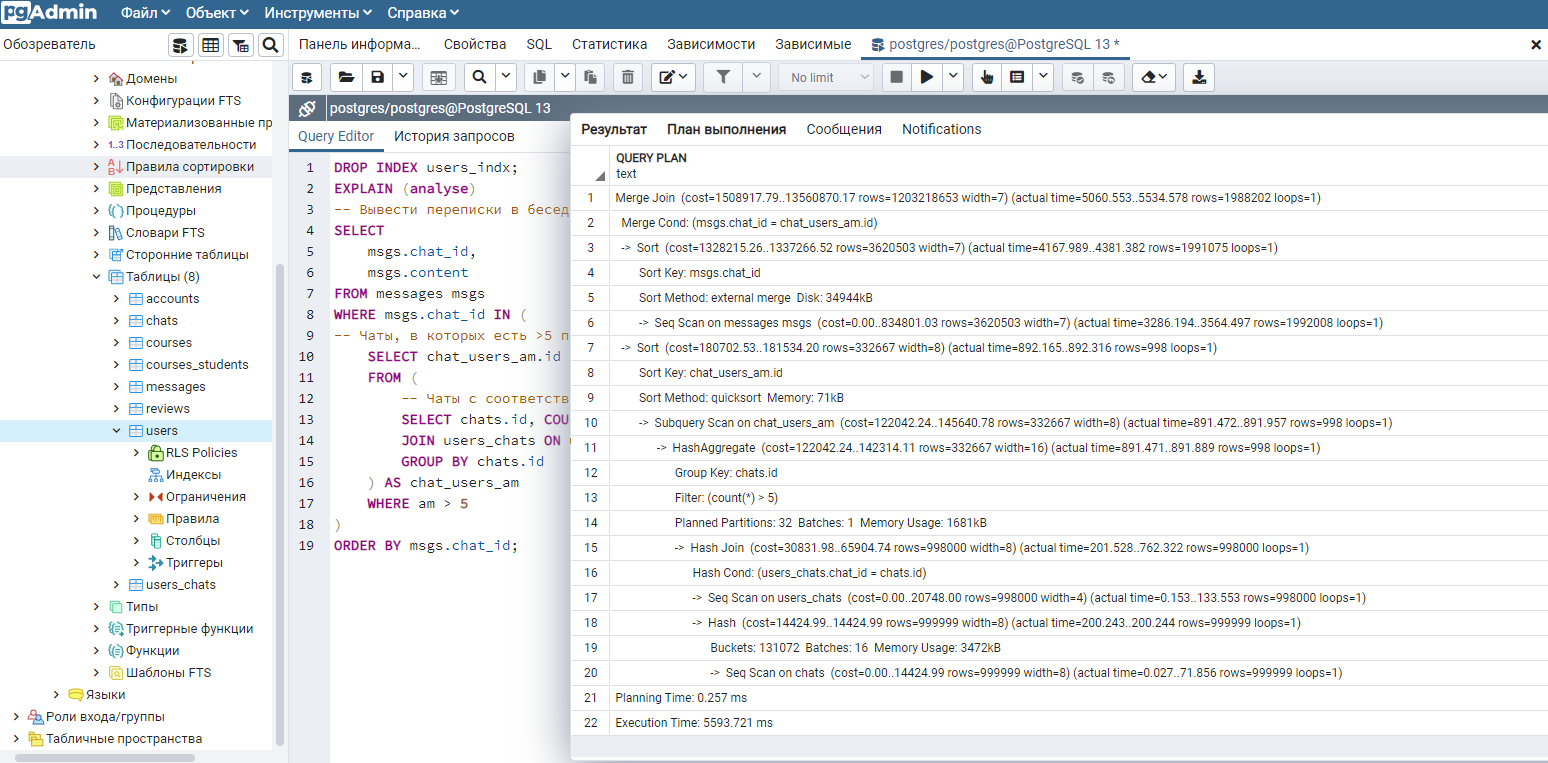 pgAdmin Файл Объект Инструменты Справка
Обозреватель
Панель информа... Свойства SQL Статистика Зависимости Зависимые postgres/postgres@PostgreSQL 13 *
No limit
postgres/postgres@PostgreSQL 13
Query Editor История запросов
Домены
Конфигурации FTS
Материализованные пр
1..3 Последовательности
Правила сортировки
Представления
Процедуры
Словари FTS
Сторонние таблицы
Таблицы (8)
accounts
chats
courses
courses_students
messages
reviews
users
RLS Policies
Индексы
Ограничения
Правила
Столбцы
Триггеры
users_chats
Типы
Триггерные функции
Функции
Шаблоны FTS
Языки
Роли входа/группы
Табличные пространства
1 DROP INDEX users_indx;
2 EXPLAIN (analyse)
3 -- Вывести переписки в бесед
4 SELECT
5 msgs.chat_id,
6 msgs.content
7 FROM messages msgs
8 WHERE msgs.chat_id IN (
9 -- Чаты, в которых есть >5 п
10 SELECT chat_users_am.id
11 FROM (
12 -- Чаты с соответств
13 SELECT chats.id, COU
14 JOIN users_chats ON
15 GROUP BY chats.id
16 ) AS chat_users_am
17 WHERE am > 5
18 )
19 ORDER BY msgs.chat_id;
Результат План выполнения Сообщения Notifications
QUERY PLAN
text
1 Merge Join (cost=1508917.79..13560870.17 rows=1203218653 width=7) (actual time=5060.553..5534.578 rows=1988202 loops=1)
2 Merge Cond: (msgs.chat_id = chat_users_am.id)
3 -> Sort (cost=1328215.26..1337266.52 rows=3620503 width=7) (actual time=4167.989..4381.382 rows=1991075 loops=1)
4 Sort Key: msgs.chat_id
5 Sort Method: external merge Disk: 34944kB
6 -> Seq Scan on messages msgs (cost=0.00..834801.03 rows=3620503 width=7) (actual time=3286.194..3564.497 rows=1992008 loops=1)
7 -> Sort (cost=180702.53..181534.20 rows=332667 width=8) (actual time=892.165..892.316 rows=998 loops=1)
8 Sort Key: chat_users_am.id
9 Sort Method: quicksort Memory: 71kB
10 -> Subquery Scan on chat_users_am (cost=122042.24..145640.78 rows=332667 width=8) (actual time=891.472..891.957 rows=998 loops=1)
11 -> HashAggregate (cost=122042.24..142314.11 rows=332667 width=16) (actual time=891.471..891.889 rows=998 loops=1)
12 Group Key: chats.id
13 Filter: (count(*) > 5)
14 Planned Partitions: 32 Batches: 1 Memory Usage: 1681kB
15 -> Hash Join (cost=30831.98..65904.74 rows=998000 width=8) (actual time=201.528..762.322 rows=998000 loops=1)
16 Hash Cond: (users_chats.chat_id = chats.id)
17 -> Seq Scan on users_chats (cost=0.00..20748.00 rows=998000 width=4) (actual time=0.153..133.553 rows=998000 loops=1)
18 -> Hash (cost=14424.99..14424.99 rows=999999 width=8) (actual time=200.243..200.244 rows=999999 loops=1)
19 Buckets: 131072 Batches: 16 Memory Usage: 3472kB
20 -> Seq Scan on chats (cost=0.00..14424.99 rows=999999 width=8) (actual time=0.027..71.856 rows=999999 loops=1)
21 Planning Time: 0.257 ms
22 Execution Time: 5593.721 ms